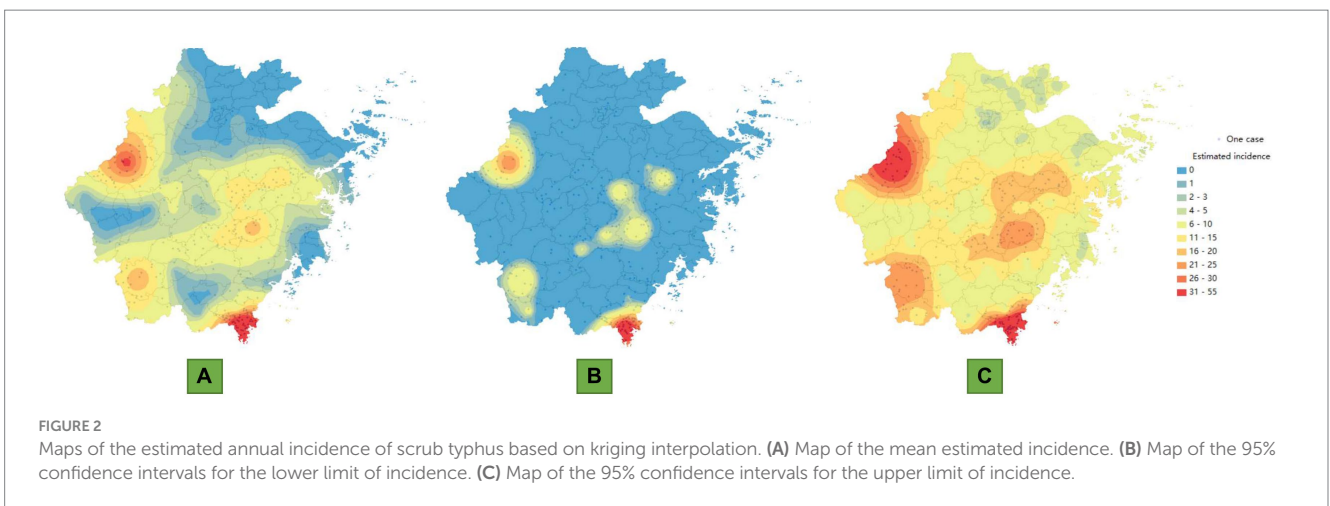 One case
Estimated incidence
0
1
2 - 3
4 - 5
6 - 10
11 - 15
16 - 20
21 - 25
26 - 30
31 - 55
A
B
C
FIGURE 2
Maps of the estimated annual incidence of scrub typhus based on kriging interpolation. (A) Map of the mean estimated incidence. (B) Map of the 95%
confidence intervals for the lower limit of incidence. (C) Map of the 95% confidence intervals for the upper limit of incidence.